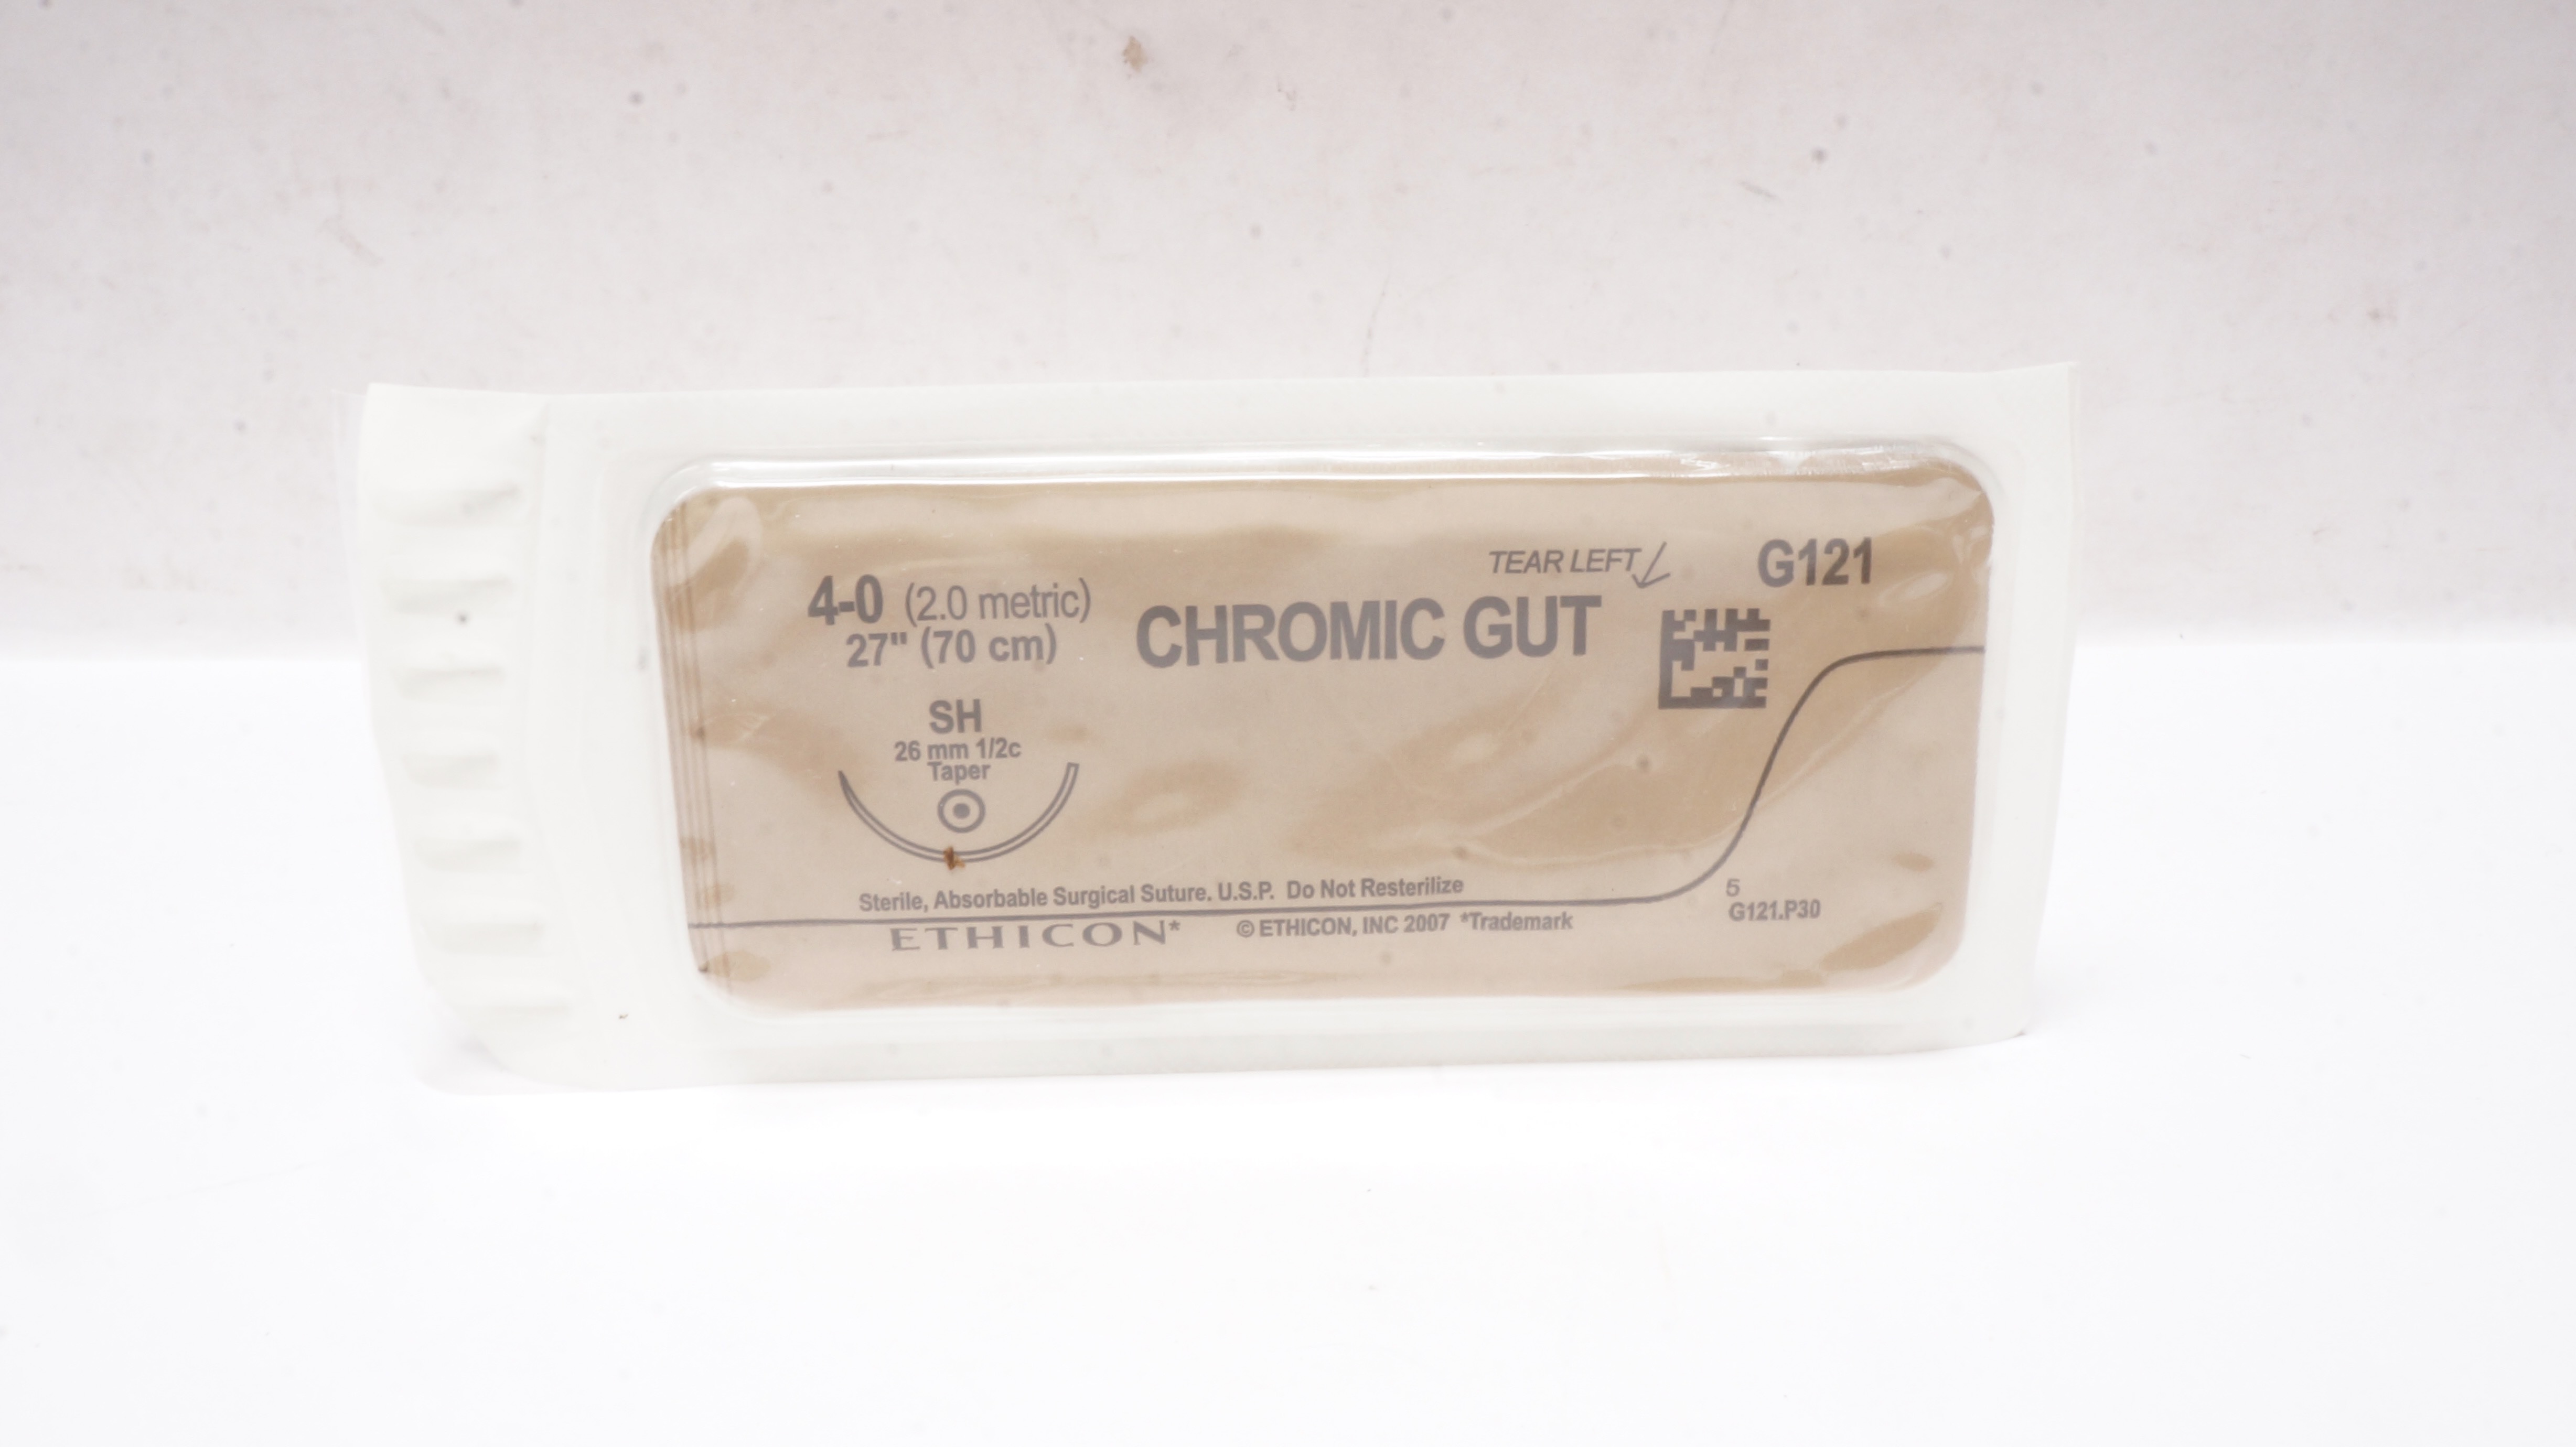 TEAR LEFT
G121
4-0 (2.0 metric)
27" (70 cm)
CHROMIC GUT
SH
26 mm 1/2c
Taper
Sterile, Absorbable Surgical Suture. U.S.P. Do Not Resterilize
ETHICON* © ETHICON, INC 2007 *Trademark
5
G121.P30